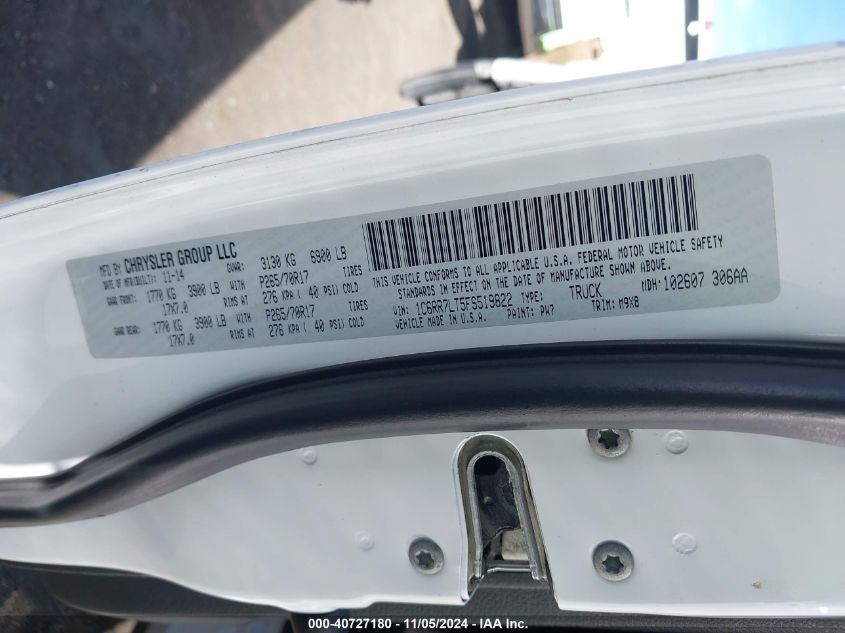 MFD BY CHRYSLER GROUP LLC
DATE OF MFR/BUILT: 11-14 GVWR: 3130 KG 6900 LB
GAWR FRONT: 1770 KG 3900 LB P265/70R17 TIRES
17X7.0 RIMS AT 276 KPA ( 40 PSI) COLD
GAWR REAR: 1770 KG 3900 LB P265/70R17 TIRES
17X7.0 RIMS AT 276 KPA ( 40 PSI) COLD
THIS VEHICLE CONFORMS TO ALL APPLICABLE U.S.A. FEDERAL MOTOR VEHICLE SAFETY
STANDARDS IN EFFECT ON THE DATE OF MANUFACTURE SHOWN ABOVE.
VIN: 1C6RR7LT5FS519822 TYPE: TRUCK MDH: 102607 306AA
VEHICLE MADE IN U.S.A. PAINT: PW7 TRIM: M9X8
000-40727180 - 11/05/2024 - IAA Inc.